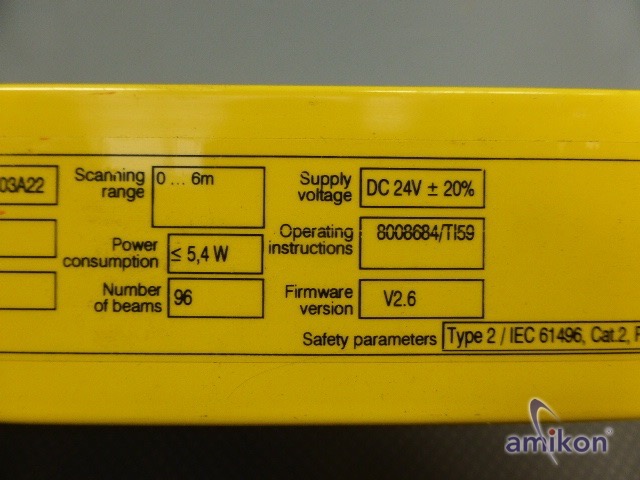 03A22
Scanning range
0 ... 6m
Supply voltage
DC 24V ± 20%
Power consumption
≤ 5,4 W
Operating instructions
8008684/TI59
Number of beams
96
Firmware version
V2.6
Safety parameters
Type 2 / IEC 61496, Cat.2,
amikon